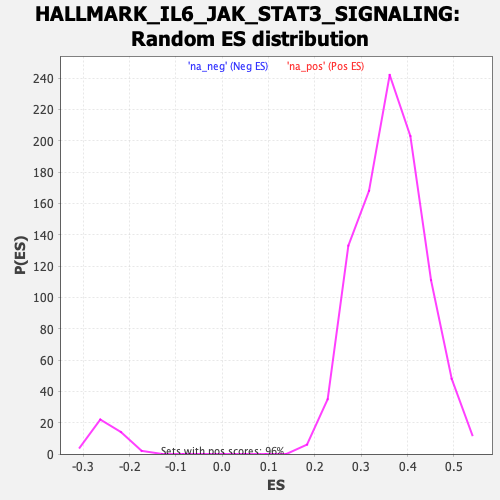 HALLMARK_IL6_JAK_STAT3_SIGNALING:
Random ES distribution
'na_neg' (Neg ES) 'na_pos' (Pos ES)
240
220
200
180
160
140
120
100
80
60
40
20
0
P(ES)
Sets with pos scores: 96%
-0.3 -0.2 -0.1 0.0 0.1 0.2 0.3 0.4 0.5
ES